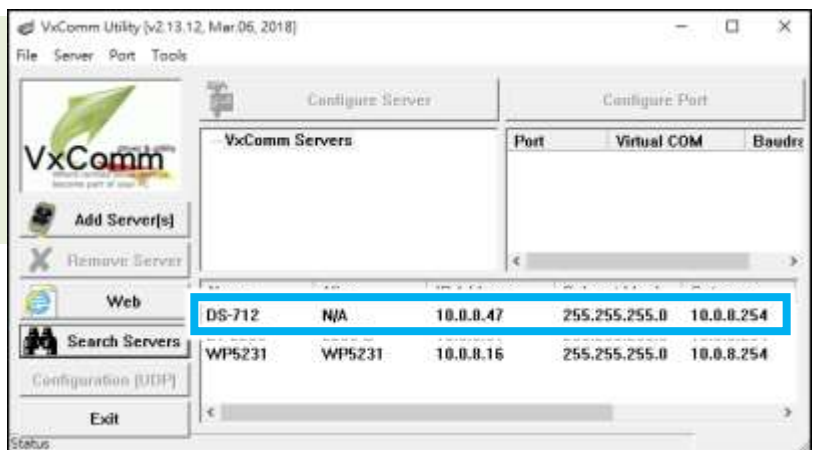 VxComm Utility [v2.13.12, Mar.06, 2018]
File Server Port Tools
Configure Server
Configure Port
VxComm
VxComm Servers
Port Virtual COM Baudra
Add Server(s)
Remove Server
Web
Search Servers
Configuration (UDP)
Exit
DS-712 N/A 10.0.8.47 255.255.255.0 10.0.8.254
WP5231 WP5231 10.0.8.16 255.255.255.0 10.0.8.254
Status